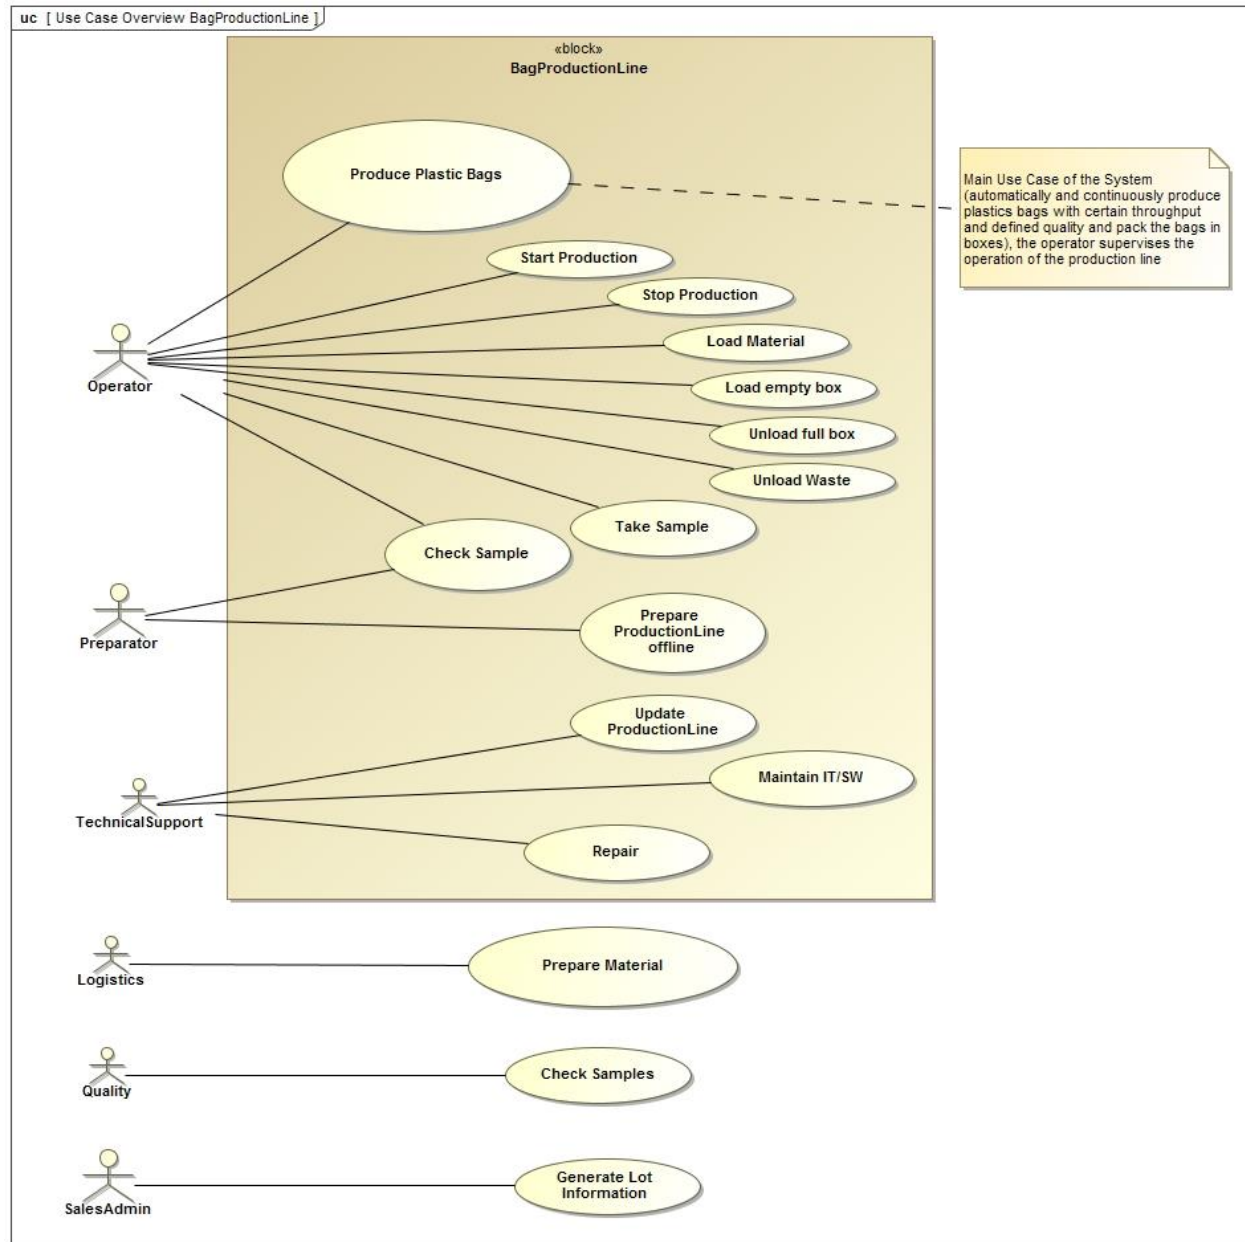 uc [ Use Case Overview BagProductionLine ]
«block»
BagProductionLine
Produce Plastic Bags
Main Use Case of the System
(automatically and continuously produce
plastics bags with certain throughput
and defined quality and pack the bags in
boxes), the operator supervises the
operation of the production line
Start Production
Stop Production
Load Material
Operator
Load empty box
Unload full box
Unload Waste
Take Sample
Check Sample
Preparator
Prepare
ProductionLine
offline
Update
ProductionLine
Maintain IT/SW
TechnicalSupport
Repair
Logistics
Prepare Material
Quality
Check Samples
SalesAdmin
Generate Lot
Information